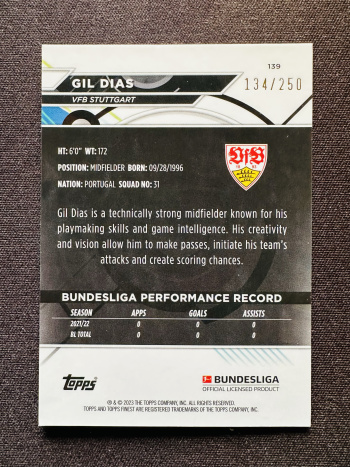 139
GIL DIAS
134/250
VFB STUTTGART
HT: 6'0" WT: 172
POSITION: MIDFIELDER BORN: 09/28/1996
NATION: PORTUGAL SQUAD NO: 31
VfB
Gil Dias is a technically strong midfielder known for his
playmaking skills and game intelligence. His creativity
and vision allow him to make passes, initiate his team's
attacks and create scoring chances.
BUNDESLIGA PERFORMANCE RECORD
SEASON APPS GOALS ASSISTS
2021/22 0 0 0
BL TOTAL 0 0 0
Topps
BUNDESLIGA
OFFICIAL LICENSED PRODUCT
® & © 2023 THE TOPPS COMPANY, INC. ALL RIGHTS RESERVED.
TOPPS AND TOPPS FINEST ARE REGISTERED TRADEMARKS OF THE TOPPS COMPANY, INC.